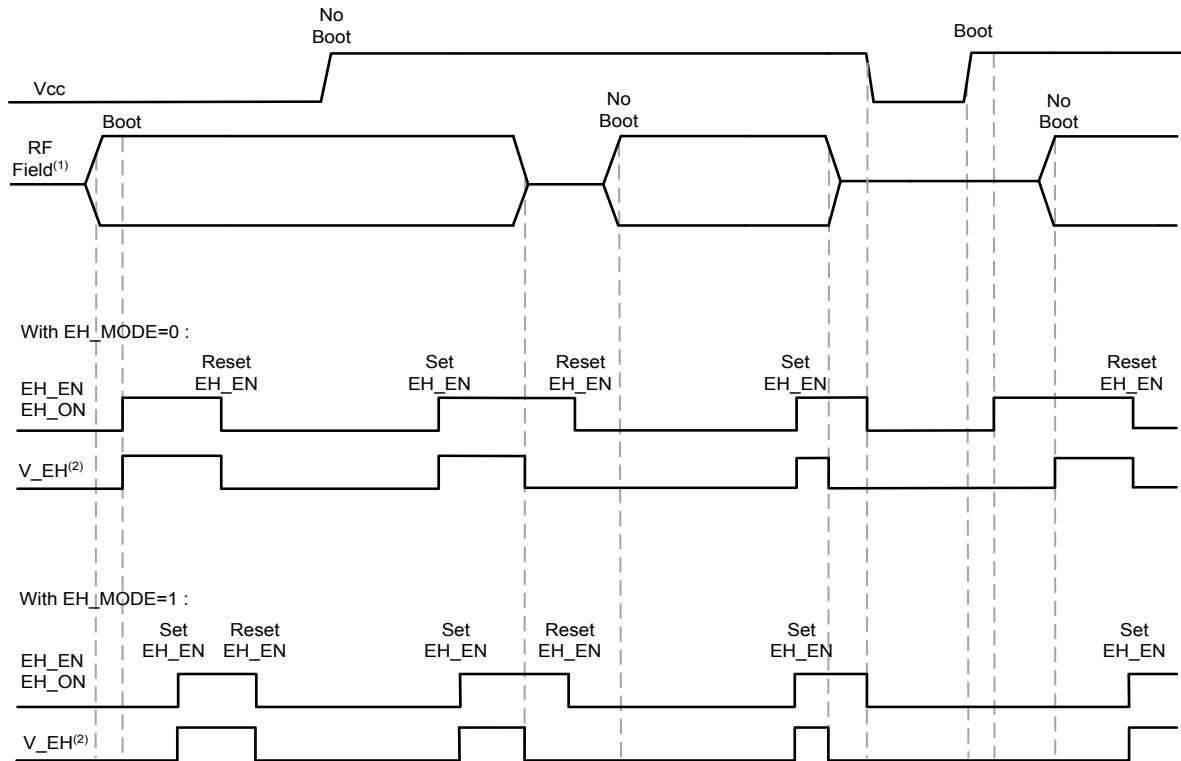 No
Boot
Boot
Vcc
Boot
No
Boot
No
Boot
RF
Field(1)
With EH_MODE=0 :
Reset
EH_EN
Set
EH_EN
Reset
EH_EN
Set
EH_EN
Reset
EH_EN
EH_EN
EH_ON
V_EH(2)
With EH_MODE=1 :
Set
EH_EN
Reset
EH_EN
Set
EH_EN
Reset
EH_EN
Set
EH_EN
Set
EH_EN
EH_EN
EH_ON
V_EH(2)